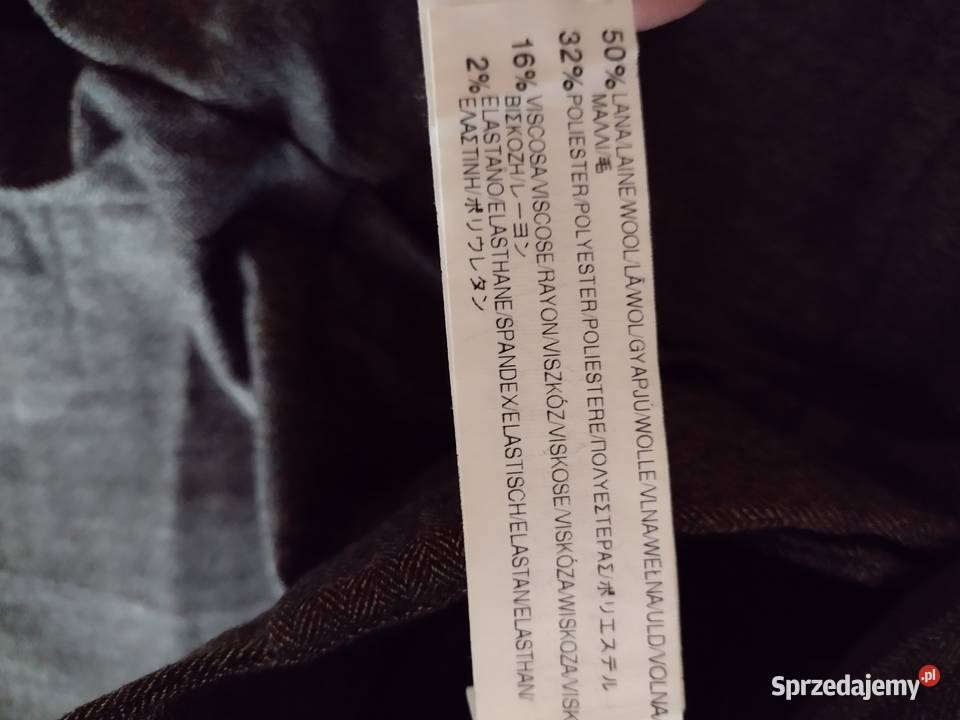 50% LANA/LAINE/WOOL/LÃ/WOL/GYAPJÚ/WOLLE/VLNA/WEŁNA/ULD/VOLNA/
ΜΑΛΛΙ/毛
32% POLIESTER/POLYESTER/POLIESTERE/ΠΟΛΥΕΣΤΕΡΑΣ/ポリエステル
16% VISCOSA/VISCOSE/RAYON/VISZKÓZ/VISKOSE/VISKÓZA/WISKOZA/VISK
ΒΙΣΚΟΖΗ/レーヨン
2% ELASTANO/ELASTHANE/SPANDEX/ELASTISCH/ELASTAN/ELASTHAN/
ΕΛΑΣΤΙΝΗ/ポリウレタン
Sprzedajemy.pl